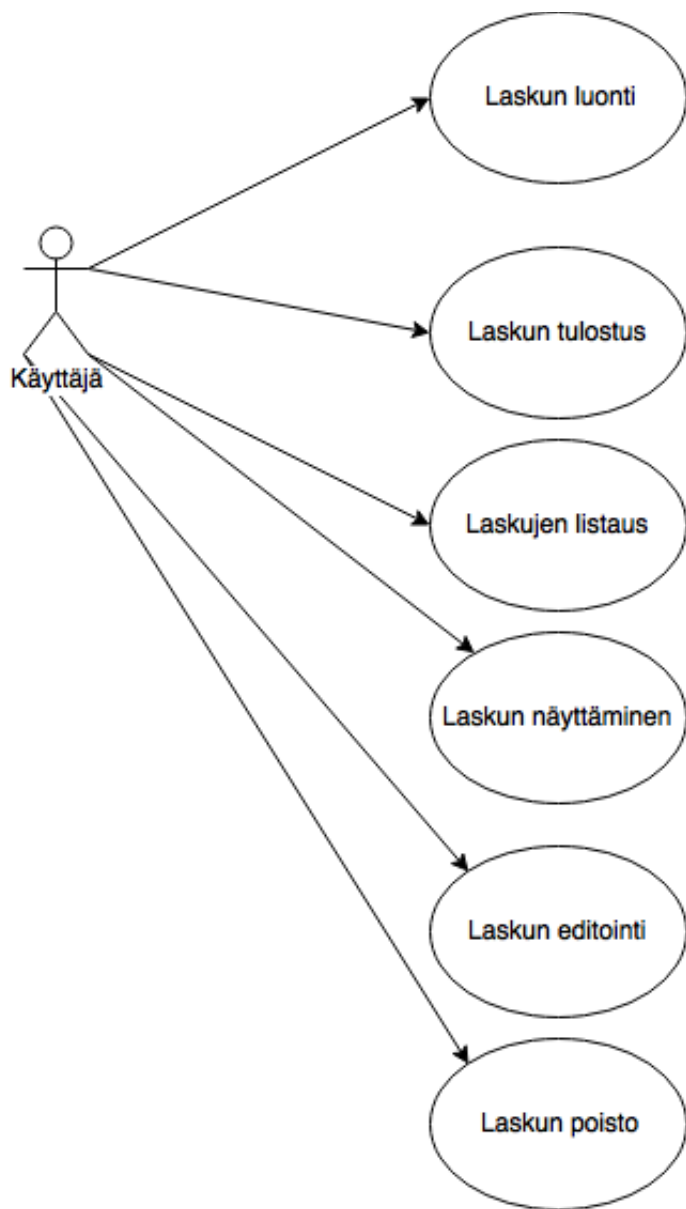 Laskun luonti
Laskun tulostus
Käyttäjä
Laskujen listaus
Laskun näyttäminen
Laskun editointi
Laskun poisto